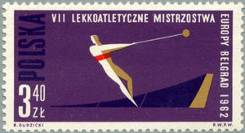 VII LEKKOATLETYCZNE MISTRZOSTWA
EUROPY BELGRAD 1962
POLSKA
3.40
ZŁ
P.W.P.W.